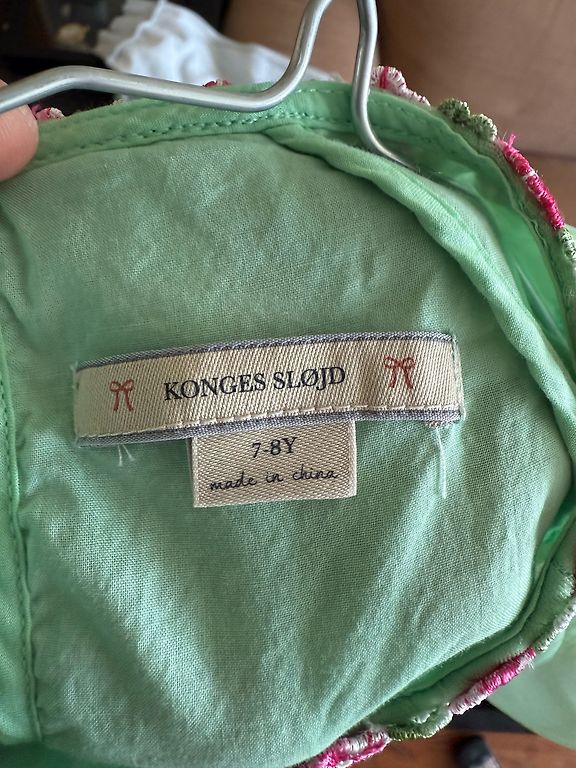 KONGES SLØJD
7-8Y
made in china